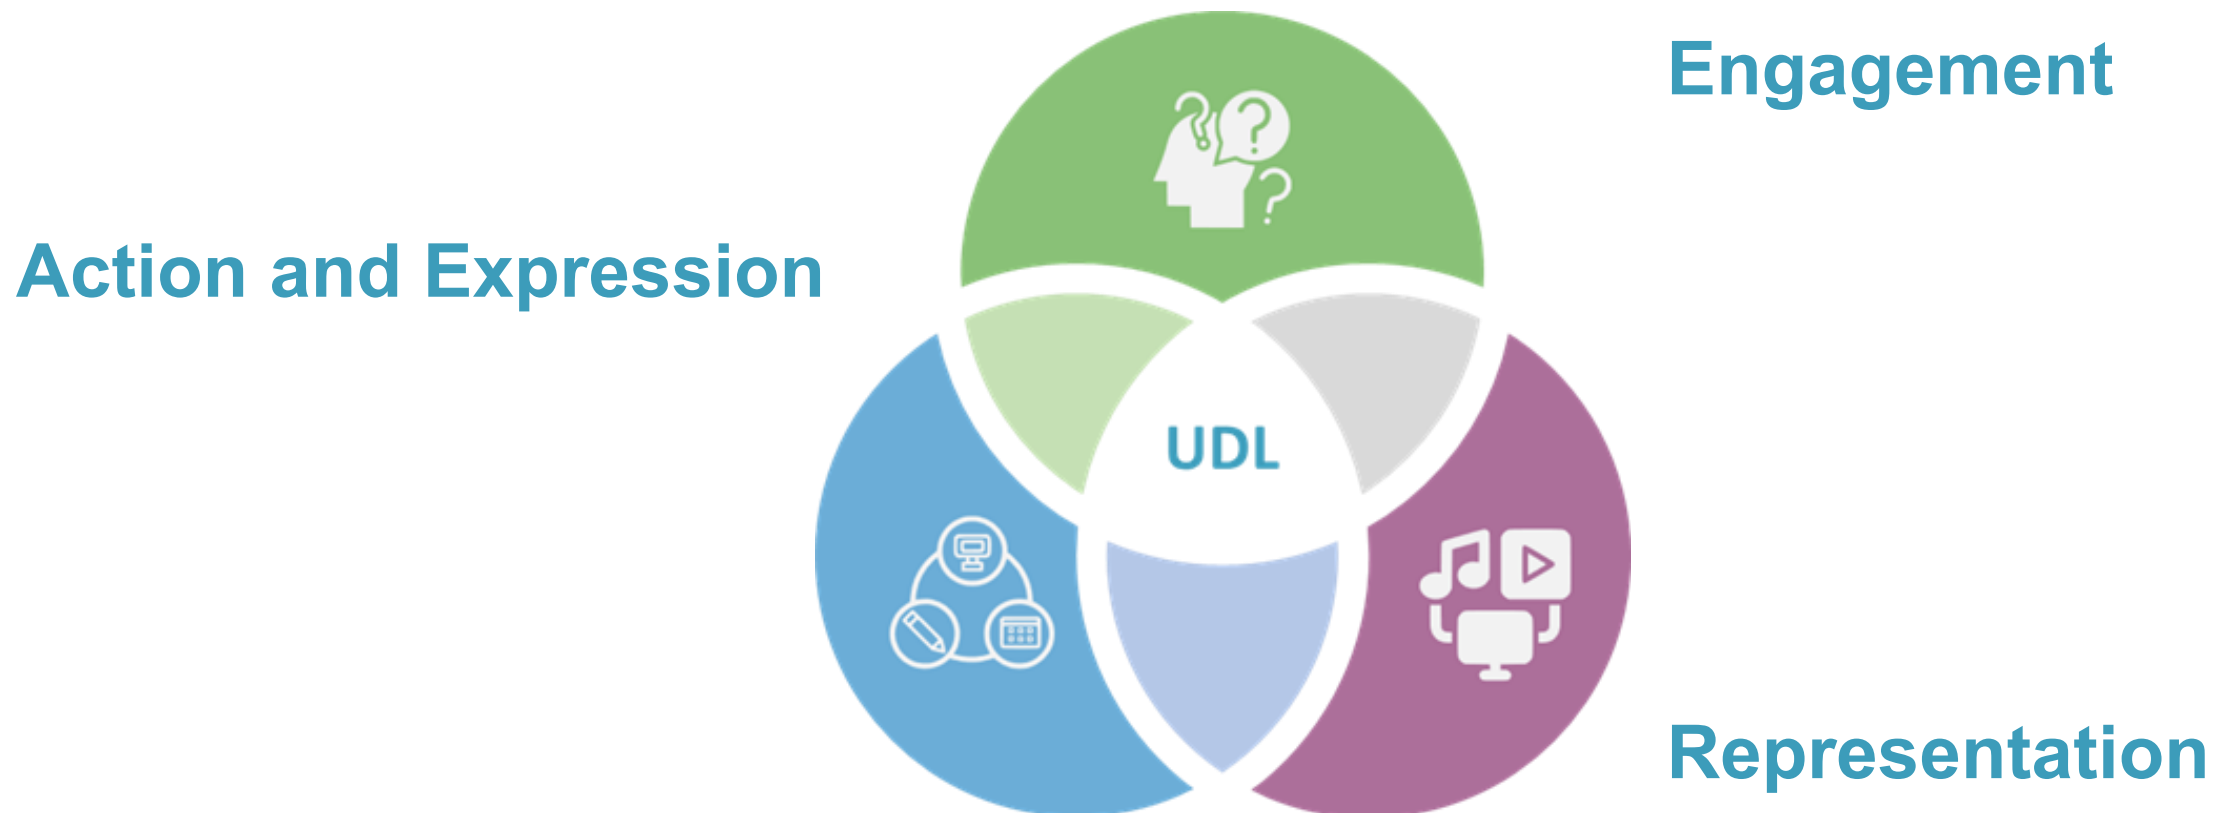 Engagement
Action and Expression
UDL
Representation